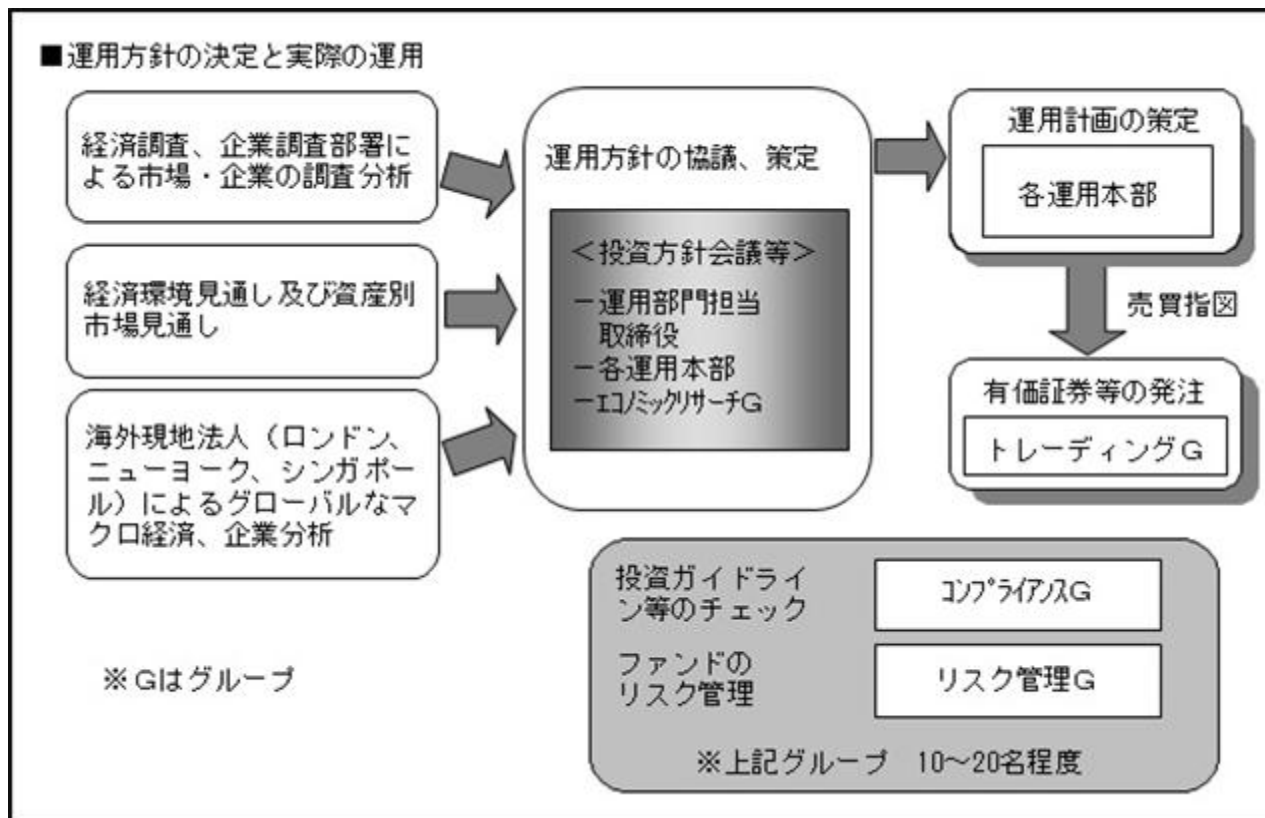 ■運用方針の決定と実際の運用
経済調査、企業調査部署に
よる市場・企業の調査分析
経済環境見通し及び資産別
市場見通し
海外現地法人（ロンドン、
ニューヨーク、シンガポー
ル）によるグローバルなマ
クロ経済、企業分析
※Gはグループ
運用方針の協議、策定
＜投資方針会議等＞
－運用部門担当
取締役
－各運用本部
－ｴｺﾉﾐｯｸﾘｻｰﾁG
運用計画の策定
各運用本部
売買指図
有価証券等の発注
トレーディングG
投資ガイドライ
ン等のチェック
ｺﾝﾌﾟﾗｲｱﾝｽG
ファンドの
リスク管理
リスク管理G
※上記グループ　10～20名程度